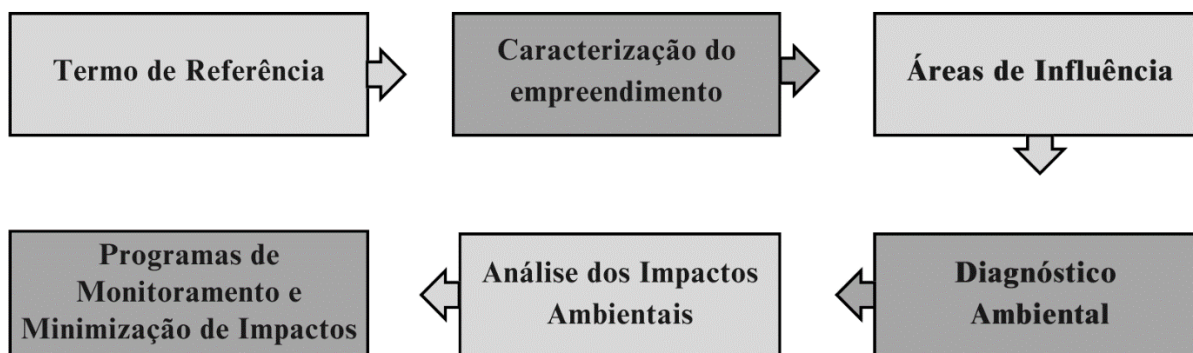 Termo de Referência
Caracterização do
empreendimento
Áreas de Influência
Diagnóstico
Ambiental
Análise dos Impactos
Ambientais
Programas de
Monitoramento e
Minimização de Impactos